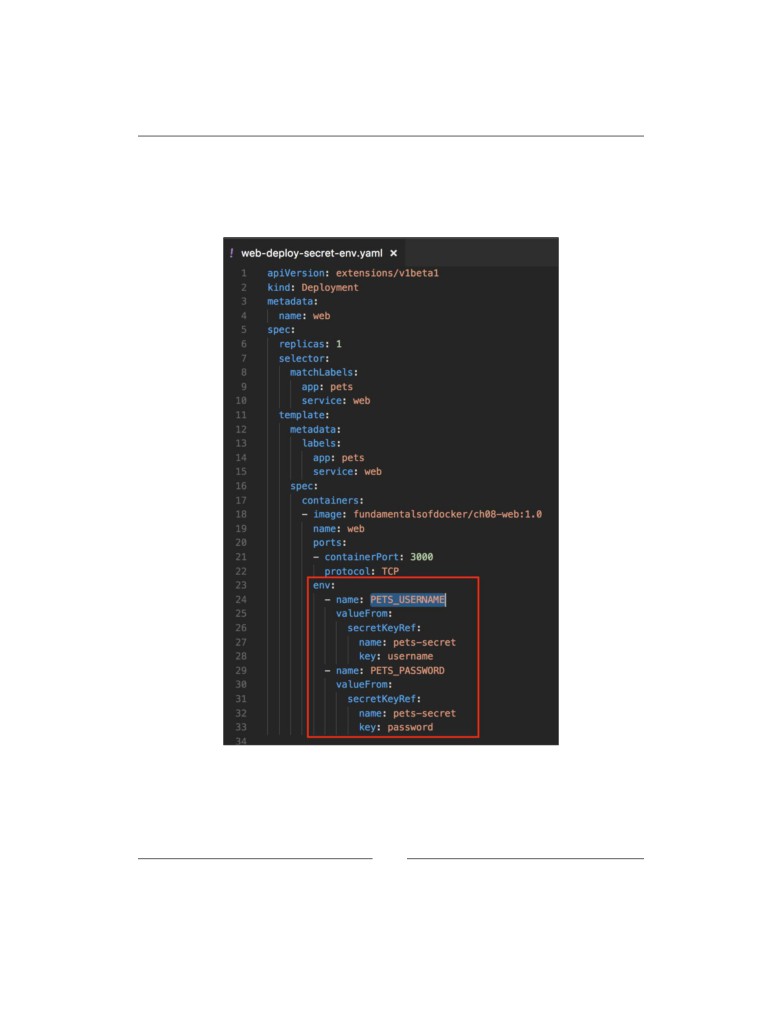 ! web-deploy-secret-env.yaml ×
1 apiVersion: extensions/v1beta1
2 kind: Deployment
3 metadata:
4   name: web
5 spec:
6   replicas: 1
7   selector:
8     matchLabels:
9       app: pets
10       service: web
11   template:
12     metadata:
13       labels:
14         app: pets
15         service: web
16     spec:
17       containers:
18       - image: fundamentalsofdocker/ch08-web:1.0
19         name: web
20         ports:
21         - containerPort: 3000
22           protocol: TCP
23         env:
24           - name: PETS_USERNAME
25             valueFrom:
26               secretKeyRef:
27                 name: pets-secret
28                 key: username
29           - name: PETS_PASSWORD
30             valueFrom:
31               secretKeyRef:
32                 name: pets-secret
33                 key: password
34